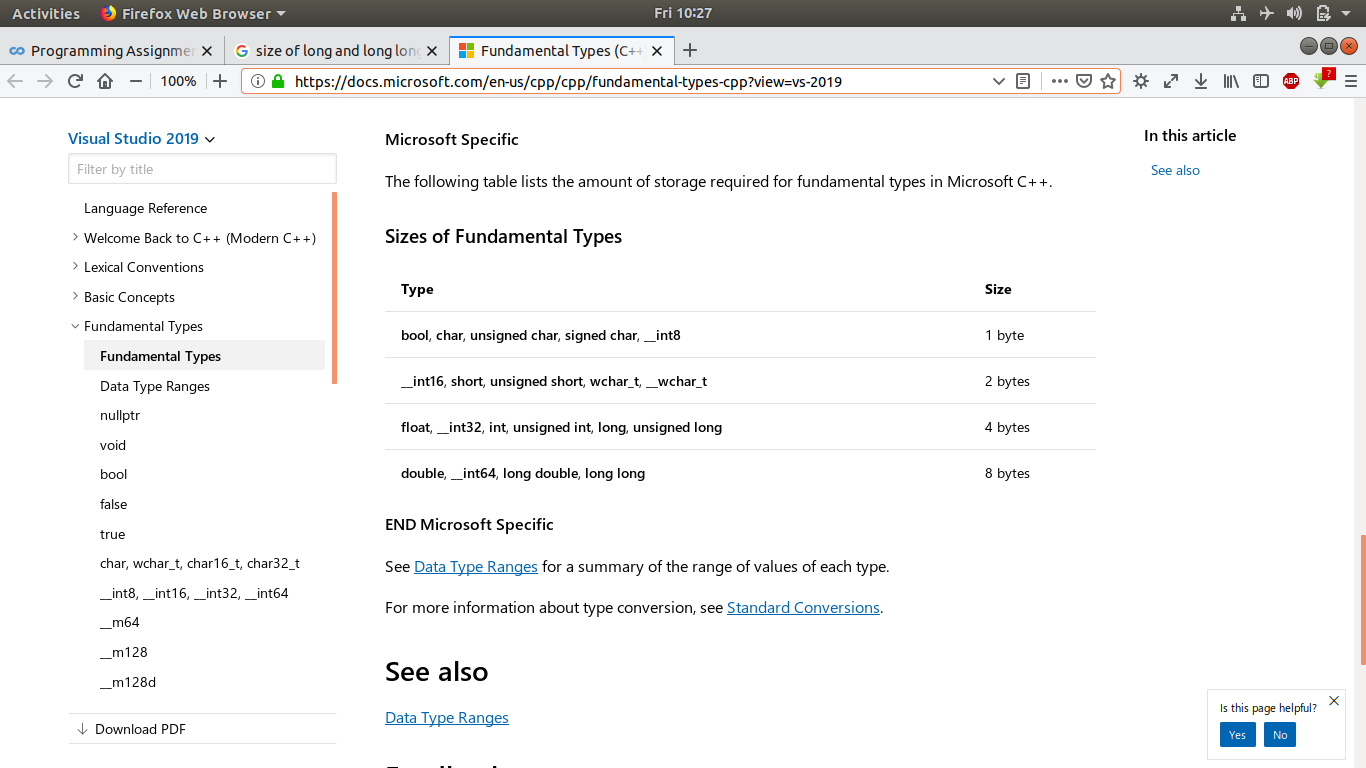 Activities Firefox Web Browser Fri 10:27
Programming Assignmen size of long and long long Fundamental Types (C++
100% https://docs.microsoft.com/en-us/cpp/cpp/fundamental-types-cpp?view=vs-2019 ABP ?
Visual Studio 2019
Filter by title
Language Reference
Welcome Back to C++ (Modern C++)
Lexical Conventions
Basic Concepts
Fundamental Types
Fundamental Types
Data Type Ranges
nullptr
void
bool
false
true
char, wchar_t, char16_t, char32_t
__int8, __int16, __int32, __int64
__m64
__m128
__m128d
Download PDF
Microsoft Specific
The following table lists the amount of storage required for fundamental types in Microsoft C++.
Sizes of Fundamental Types
Type Size
bool, char, unsigned char, signed char, __int8 1 byte
__int16, short, unsigned short, wchar_t, __wchar_t 2 bytes
float, __int32, int, unsigned int, long, unsigned long 4 bytes
double, __int64, long double, long long 8 bytes
END Microsoft Specific
See Data Type Ranges for a summary of the range of values of each type.
For more information about type conversion, see Standard Conversions.
See also
Data Type Ranges
In this article
See also
Is this page helpful?
Yes No